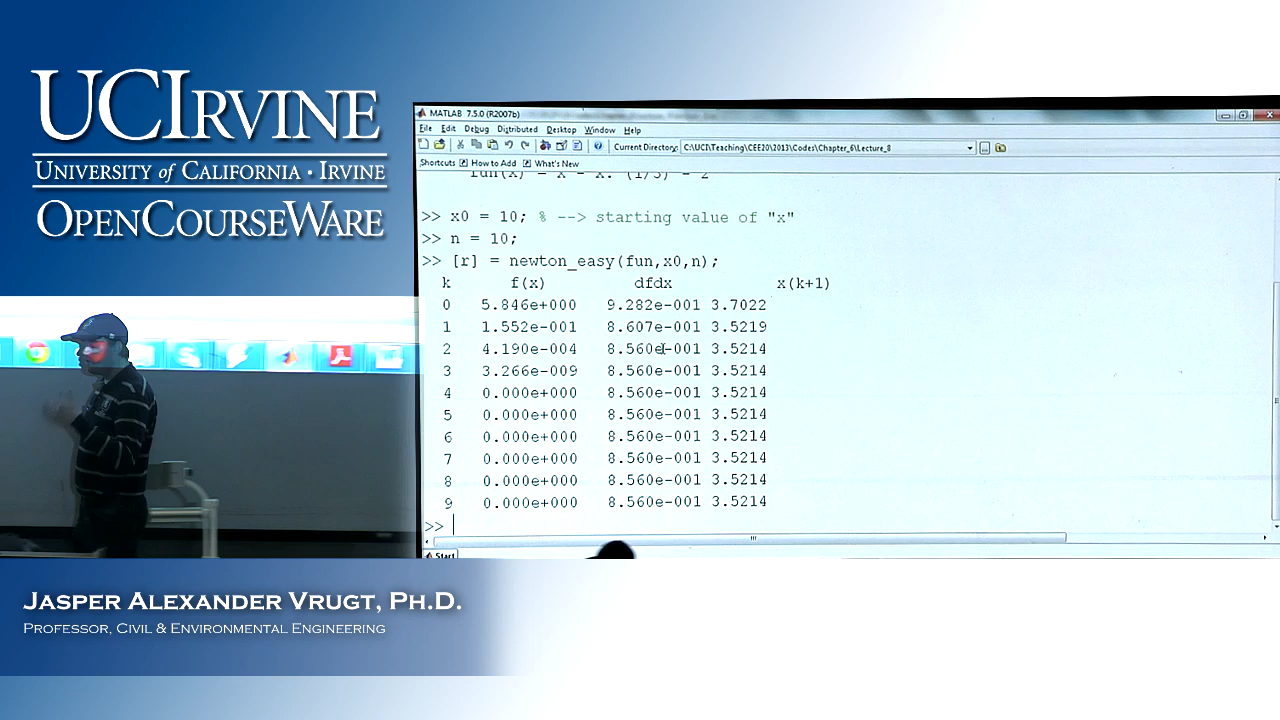 UCIRVINE
UNIVERSITY of CALIFORNIA · IRVINE
OPENCOURSEWARE
MATLAB 7.5.0 (R2007b)
File Edit Debug Distributed Desktop Window Help
Current Directory: C:\UCI\Teaching\CEE20\2013\Codes\Chapter_6\Lecture_8
Shortcuts How to Add What's New
fun(x) = x - x.^(1/3) - 2
>> x0 = 10; % --> starting value of "x"
>> n = 10;
>> [r] = newton_easy(fun,x0,n);
k f(x) dfdx x(k+1)
0 5.846e+000 9.282e-001 3.7022
1 1.552e-001 8.607e-001 3.5219
2 4.190e-004 8.560e-001 3.5214
3 3.266e-009 8.560e-001 3.5214
4 0.000e+000 8.560e-001 3.5214
5 0.000e+000 8.560e-001 3.5214
6 0.000e+000 8.560e-001 3.5214
7 0.000e+000 8.560e-001 3.5214
8 0.000e+000 8.560e-001 3.5214
9 0.000e+000 8.560e-001 3.5214
>>
Start
JASPER ALEXANDER VRUGT, PH.D.
PROFESSOR, CIVIL & ENVIRONMENTAL ENGINEERING